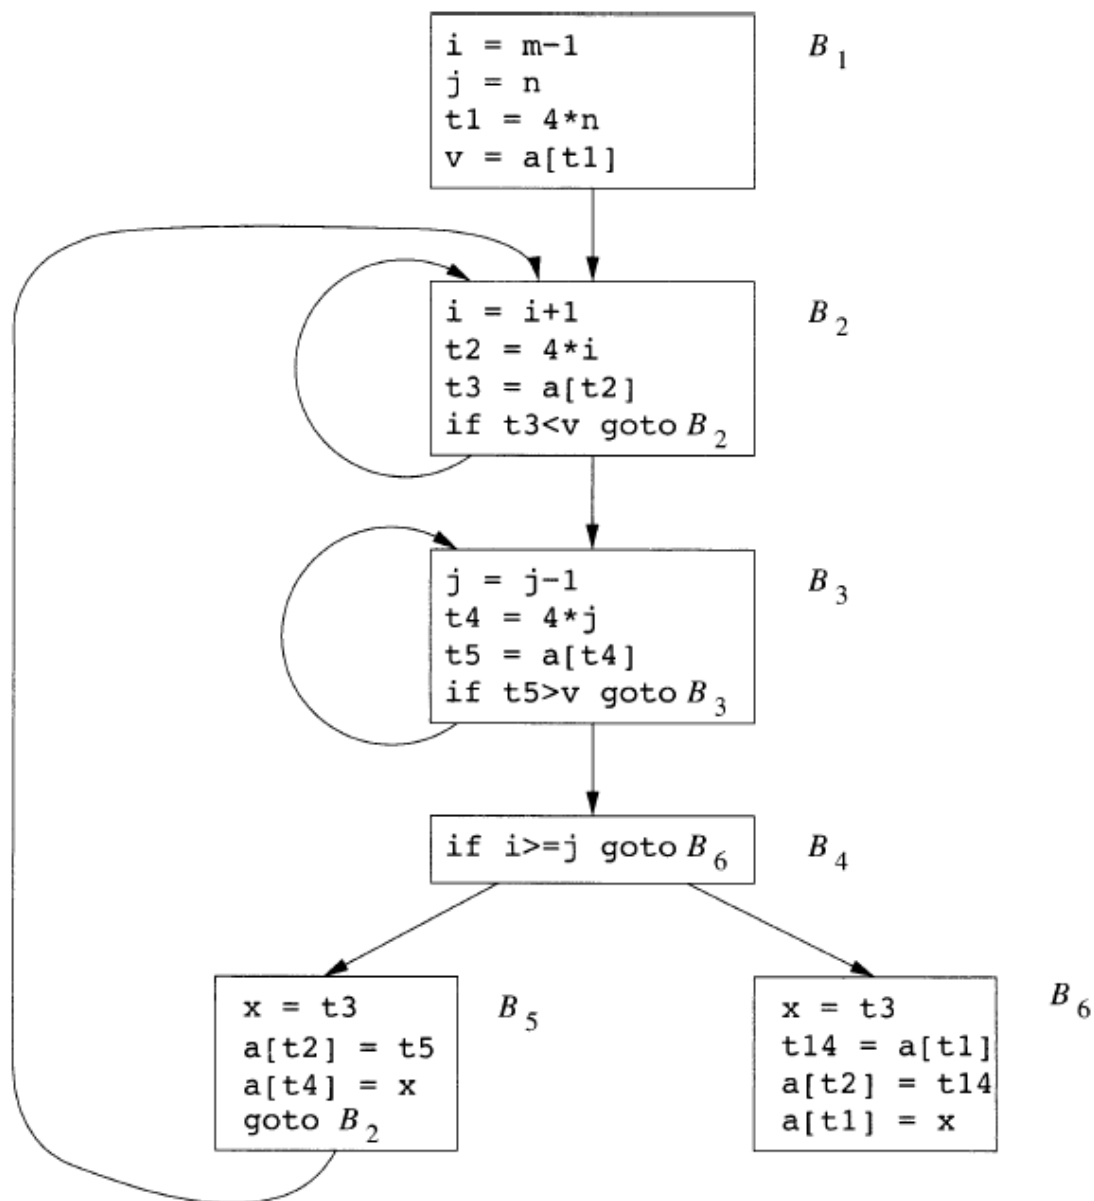 i = m-1
j = n
t1 = 4*n
v = a[t1]
B1
i = i+1
t2 = 4*i
t3 = a[t2]
if t3<v goto B2
B2
j = j-1
t4 = 4*j
t5 = a[t4]
if t5>v goto B3
B3
if i>=j goto B6
B4
x = t3
a[t2] = t5
a[t4] = x
goto B2
B5
x = t3
t14 = a[t1]
a[t2] = t14
a[t1] = x
B6